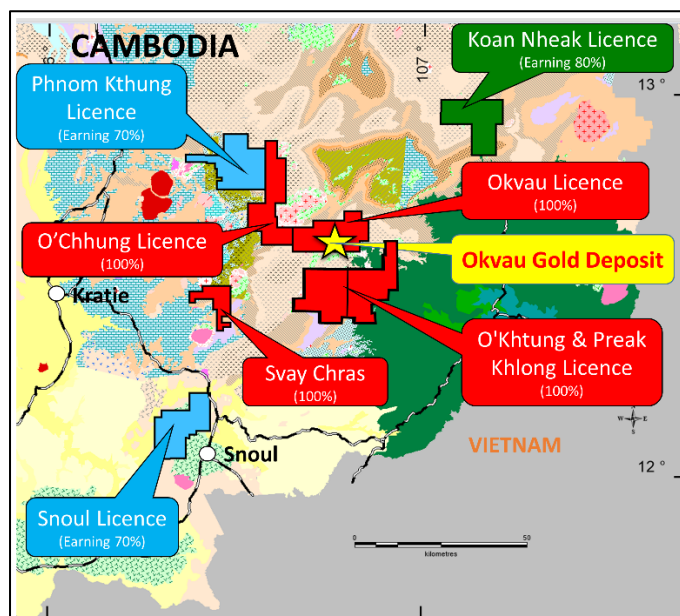 CAMBODIA
Koan Nheak Licence
(Earning 80%)
107
13 °
Phnom Kthung
Licence
(Earning 70%)
Okvau Licence
(100%)
O’Chhung Licence
(100%)
Okvau Gold Deposit
Kratie
O'Khtung & Preak
Khlong Licence
(100%)
Svay Chras
(100%)
W
E
S
VIETNAM
Snoul
12 °
Snoul Licence
(Earning 70%)
0
50
kilometres